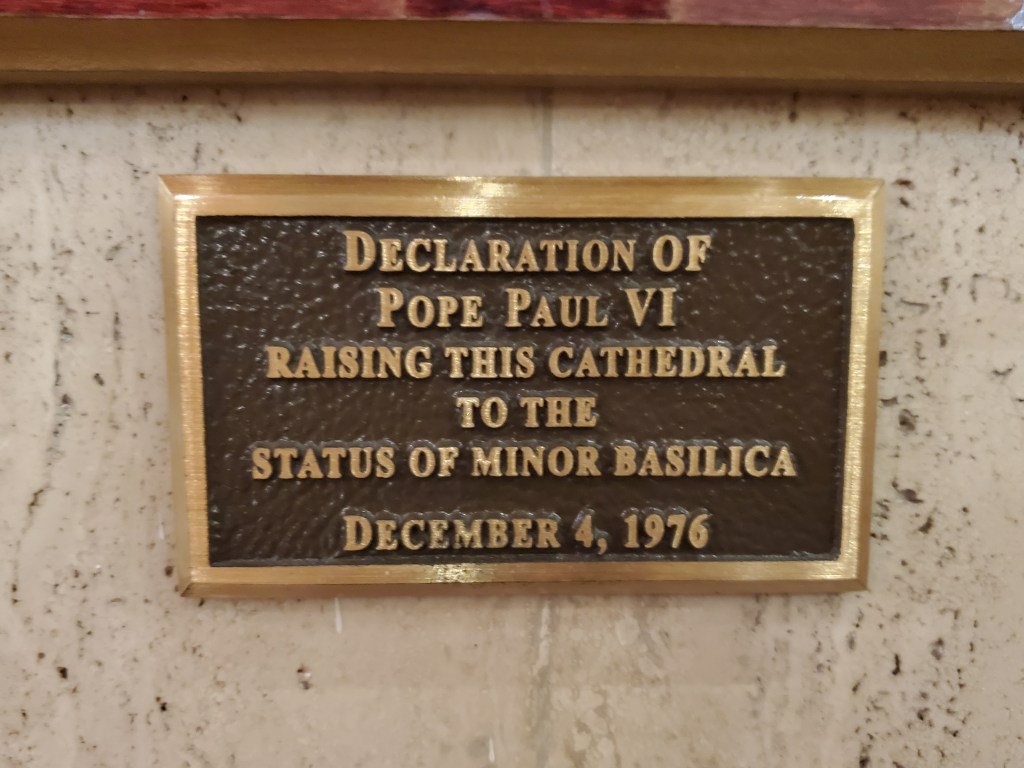 DECLARATION OF
POPE PAUL VI
RAISING THIS CATHEDRAL
TO THE
STATUS OF MINOR BASILICA
DECEMBER 4, 1976